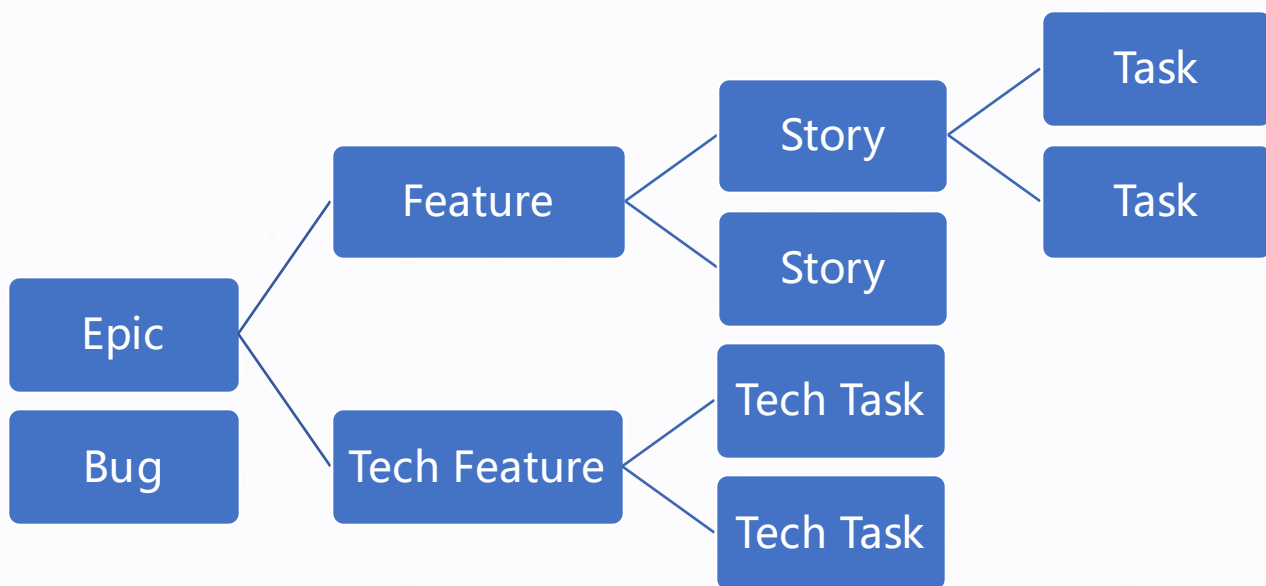 Task
Story
Task
Feature
Story
Epic
Tech Task
Bug
Tech Feature
Tech Task